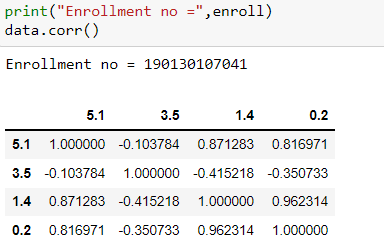 print("Enrollment no =",enroll)
data.corr()
Enrollment no = 190130107041
5.1 3.5 1.4 0.2
5.1 1.000000 -0.103784 0.871283 0.816971
3.5 -0.103784 1.000000 -0.415218 -0.350733
1.4 0.871283 -0.415218 1.000000 0.962314
0.2 0.816971 -0.350733 0.962314 1.000000